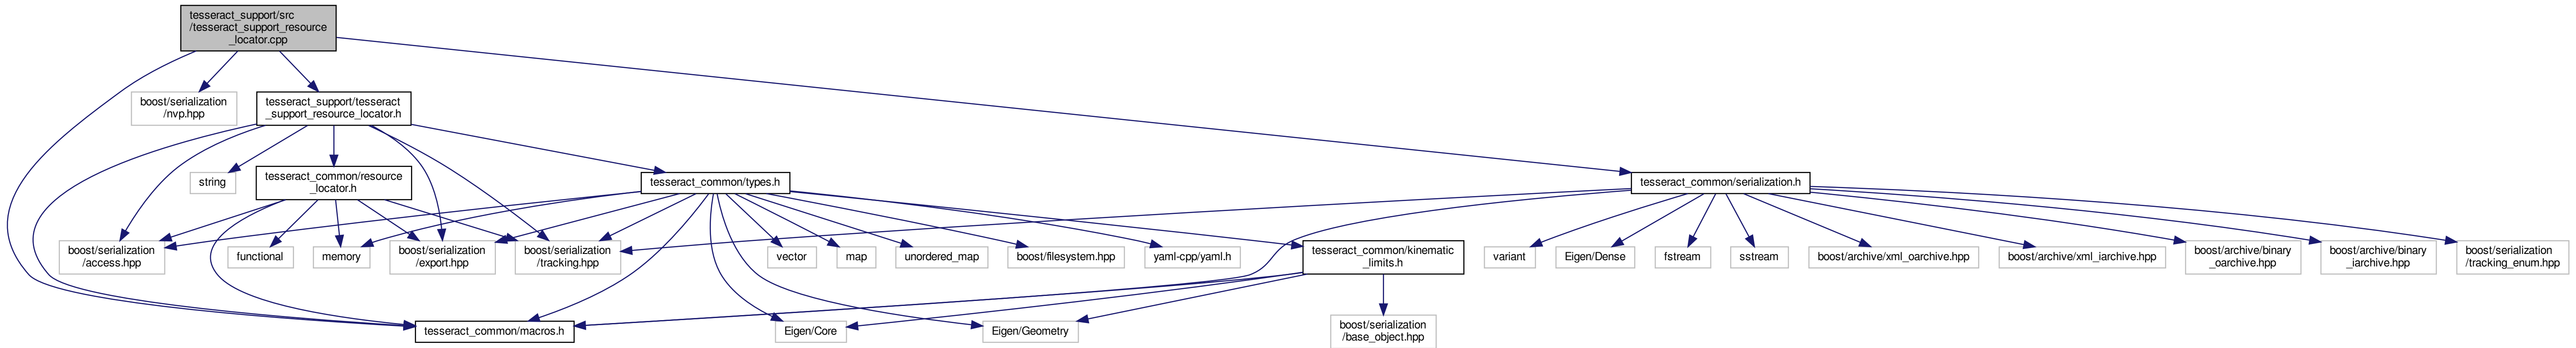 tesseract_support/src
/tesseract_support_resource
_locator.cpp
boost/serialization
/nvp.hpp
tesseract_support/tesseract
_support_resource_locator.h
string
tesseract_common/resource
_locator.h
tesseract_common/types.h
tesseract_common/serialization.h
boost/serialization
/access.hpp
functional
memory
boost/serialization
/export.hpp
boost/serialization
/tracking.hpp
vector
map
unordered_map
boost/filesystem.hpp
yaml-cpp/yaml.h
tesseract_common/kinematic
_limits.h
variant
Eigen/Dense
fstream
sstream
boost/archive/xml_oarchive.hpp
boost/archive/xml_iarchive.hpp
boost/archive/binary
_oarchive.hpp
boost/archive/binary
_iarchive.hpp
boost/serialization
/tracking_enum.hpp
tesseract_common/macros.h
Eigen/Core
Eigen/Geometry
boost/serialization
/base_object.hpp